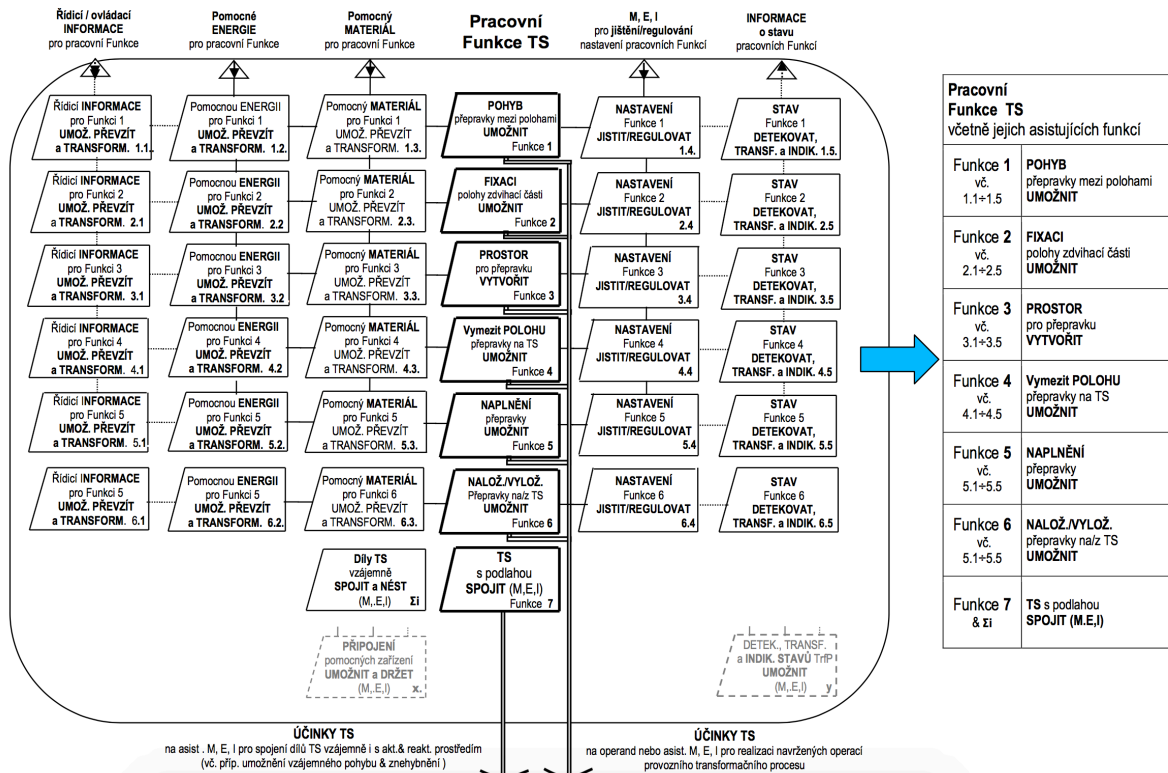 Řídicí / ovládací
INFORMACE
pro pracovní Funkce
Pomocné
ENERGIE
pro pracovní Funkce
Pomocný
MATERIÁL
pro pracovní Funkce
Pracovní
Funkce TS
M, E, I
pro jištění/regulování
nastavení pracovních Funkcí
INFORMACE
o stavu
pracovních Funkcí
Řídicí INFORMACE
pro Funkci 1
UMOŽ. PŘEVZÍT
a TRANSFORM. 1.1.
Pomocnou ENERGII
pro Funkci 1
UMOŽ. PŘEVZÍT
a TRANSFORM. 1.2.
Pomocný MATERIÁL
pro Funkci 1
UMOŽ. PŘEVZÍT
a TRANSFORM. 1.3.
POHYB
přepravky mezi polohami
UMOŽNIT
Funkce 1
NASTAVENÍ
Funkce 1
JISTIT/REGULOVAT
1.4.
STAV
Funkce 1
DETEKOVAT,
TRANSF. a INDIK. 1.5.
Řídicí INFORMACE
pro Funkci 2
UMOŽ. PŘEVZÍT
a TRANSFORM. 2.1
Pomocnou ENERGII
pro Funkci 2
UMOŽ. PŘEVZÍT
a TRANSFORM. 2.2
Pomocný MATERIÁL
pro Funkci 2
UMOŽ. PŘEVZÍT
a TRANSFORM. 2.3.
FIXACI
polohy zdvihací části
UMOŽNIT
Funkce 2
NASTAVENÍ
Funkce 2
JISTIT/REGULOVAT
2.4
STAV
Funkce 2
DETEKOVAT,
TRANSF. a INDIK. 2.5
Řídicí INFORMACE
pro Funkci 3
UMOŽ. PŘEVZÍT
a TRANSFORM. 3.1
Pomocnou ENERGII
pro Funkci 3
UMOŽ. PŘEVZÍT
a TRANSFORM. 3.2
Pomocný MATERIÁL
pro Funkci 3
UMOŽ. PŘEVZÍT
a TRANSFORM. 3.3.
PROSTOR
pro přepravku
VYTVOŘIT
Funkce 3
NASTAVENÍ
Funkce 3
JISTIT/REGULOVAT
3.4
STAV
Funkce 3
DETEKOVAT,
TRANSF. a INDIK. 3.5
Řídicí INFORMACE
pro Funkci 4
UMOŽ. PŘEVZÍT
a TRANSFORM. 4.1
Pomocnou ENERGII
pro Funkci 4
UMOŽ. PŘEVZÍT
a TRANSFORM. 4.2
Pomocný MATERIÁL
pro Funkci 4
UMOŽ. PŘEVZÍT
a TRANSFORM. 4.3.
Vymezit POLOHU
přepravky na TS
UMOŽNIT
Funkce 4
NASTAVENÍ
Funkce 4
JISTIT/REGULOVAT
4.4
STAV
Funkce 4
DETEKOVAT,
TRANSF. a INDIK. 4.5
Řídicí INFORMACE
pro Funkci 5
UMOŽ. PŘEVZÍT
a TRANSFORM. 5.1
Pomocnou ENERGII
pro Funkci 5
UMOŽ. PŘEVZÍT
a TRANSFORM. 5.2.
Pomocný MATERIÁL
pro Funkci 5
UMOŽ. PŘEVZÍT
a TRANSFORM. 5.3.
NAPLNĚNÍ
přepravky
UMOŽNIT
Funkce 5
NASTAVENÍ
Funkce 5
JISTIT/REGULOVAT
5.4
STAV
Funkce 5
DETEKOVAT,
TRANSF. a INDIK. 5.5
Řídicí INFORMACE
pro Funkci 5
UMOŽ. PŘEVZÍT
a TRANSFORM. 6.1
Pomocnou ENERGII
pro Funkci 5
UMOŽ. PŘEVZÍT
a TRANSFORM. 6.2.
Pomocný MATERIÁL
pro Funkci 6
UMOŽ. PŘEVZÍT
a TRANSFORM. 6.3.
NALOŽ./VYLOŽ.
Přepravky na/z TS
UMOŽNIT
Funkce 6
NASTAVENÍ
Funkce 6
JISTIT/REGULOVAT
6.4
STAV
Funkce 6
DETEKOVAT,
TRANSF. a INDIK. 6.5
Díly TS
vzájemně
SPOJIT a NÉST
(M,.E,I) Σi
TS
s podlahou
SPOJIT (M,E,I)
Funkce 7
PŘIPOJENÍ
pomocných zařízení
UMOŽNIT a DRŽET
(M,.E,I) x.
DETEK., TRANSF.
a INDIK. STAVŮ TrfP
UMOŽNIT
(M,.E,I) y
ÚČINKY TS
na asist . M, E, I pro spojení dílů TS vzájemně i s akt.& reakt. prostředím
(vč. příp. umožnění vzájemného pohybu & znehybnění )
ÚČINKY TS
na operand nebo asist. M, E, I pro realizaci navržených operací
provozního transformačního procesu
Pracovní
Funkce TS
včetně jejich asistujících funkcí
Funkce 1
vč.
1.1÷1.5
POHYB
přepravky mezi polohami
UMOŽNIT
Funkce 2
vč.
2.1÷2.5
FIXACI
polohy zdvihací části
UMOŽNIT
Funkce 3
vč.
3.1÷3.5
PROSTOR
pro přepravku
VYTVOŘIT
Funkce 4
vč.
4.1÷4.5
Vymezit POLOHU
přepravky na TS
UMOŽNIT
Funkce 5
vč.
5.1÷5.5
NAPLNĚNÍ
přepravky
UMOŽNIT
Funkce 6
vč.
5.1÷5.5
NALOŽ./VYLOŽ.
přepravky na/z TS
UMOŽNIT
Funkce 7
& Σi
TS s podlahou
SPOJIT (M.E,I)